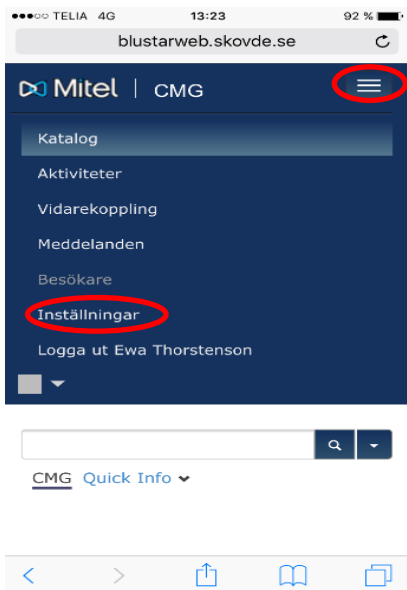 TELIA 4G 13:23 92 %
blustarweb.skovde.se
Mitel | CMG
Katalog
Aktiviteter
Vidarekoppling
Meddelanden
Besökare
Inställningar
Logga ut Ewa Thorstenson
CMG Quick Info